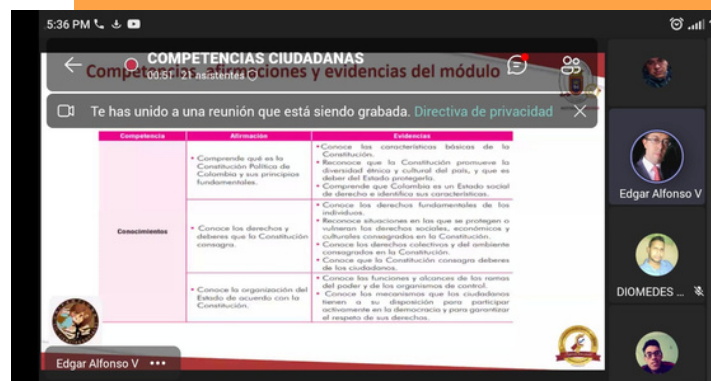 5:36 PM
COMPETENCIAS CIUDADANAS
00:51 21 asistentes
Competencias, afirmaciones y evidencias del módulo
Te has unido a una reunión que está siendo grabada. Directiva de privacidad
Competencia Afirmación Evidencias
Conocimientos
• Comprende qué es la
Constitución Política de
Colombia y sus principios
fundamentales.
• Conoce las características básicas de la
Constitución.
• Reconoce que la Constitución promueve la
diversidad étnica y cultural del país, y que es
deber del Estado protegerla.
• Comprende que Colombia es un Estado social
de derecho e identifica sus características.
• Conoce los derechos y
deberes que la Constitución
consagra.
• Conoce los derechos fundamentales de los
individuos.
• Reconoce situaciones en las que se protegen o
vulneran los derechos sociales, económicos y
culturales consagrados en la Constitución.
• Conoce los derechos colectivos y del ambiente
consagrados en la Constitución.
• Conoce que la Constitución consagra deberes
de los ciudadanos.
• Conoce la organización del
Estado de acuerdo con la
Constitución.
• Conoce las funciones y alcances de las ramas
del poder y de los organismos de control.
• Conoce los mecanismos que los ciudadanos
tienen a su disposición para participar
activamente en la democracia y para garantizar
el respeto de sus derechos.
Edgar Alfonso V
Edgar Alfonso V
DIOMEDES ...